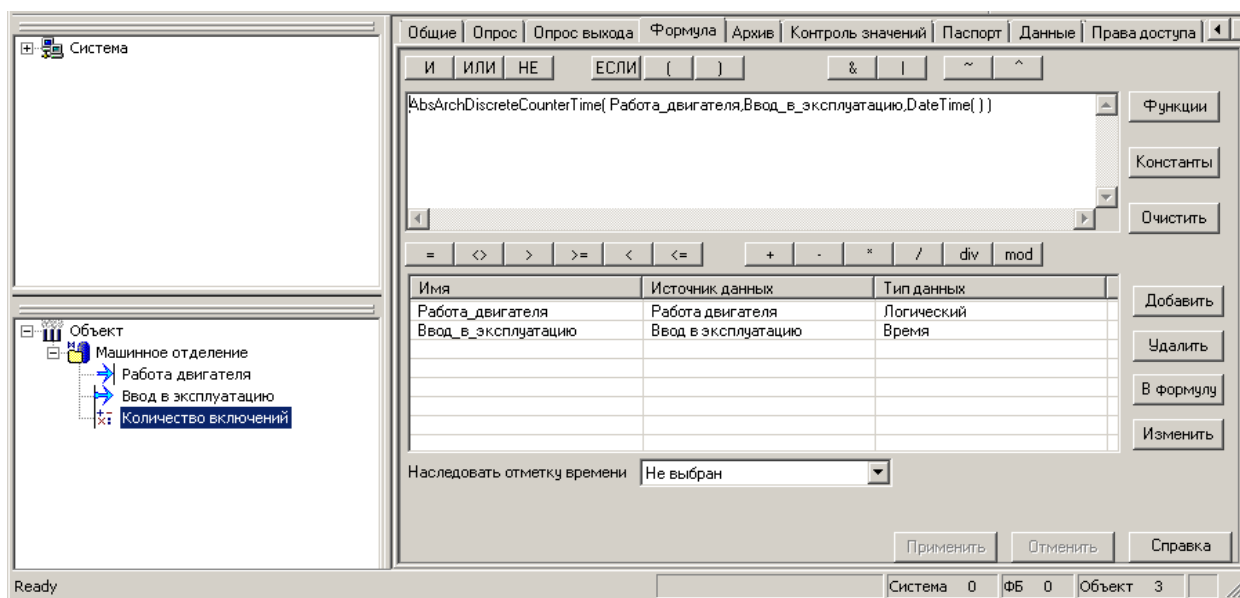 Система
Объект
Машинное отделение
Работа двигателя
Ввод в эксплуатацию
Количество включений
Общие Опрос Опрос выхода Формула Архив Контроль значений Паспорт Данные Права доступа
И ИЛИ НЕ ЕСЛИ ( ) & | ~ ^
AbsArchDiscreteCounterTime( Работа_двигателя,Ввод_в_эксплуатацию,DateTime( ) )
Функции
Константы
Очистить
= <> > >= < <= + - * / div mod
Имя Источник данных Тип данных
Работа_двигателя Работа двигателя Логический
Ввод_в_эксплуатацию Ввод в эксплуатацию Время
Добавить
Удалить
В формулу
Изменить
Наследовать отметку времени Не выбран
Применить Отменить Справка
Ready Система 0 ФБ 0 Объект 3